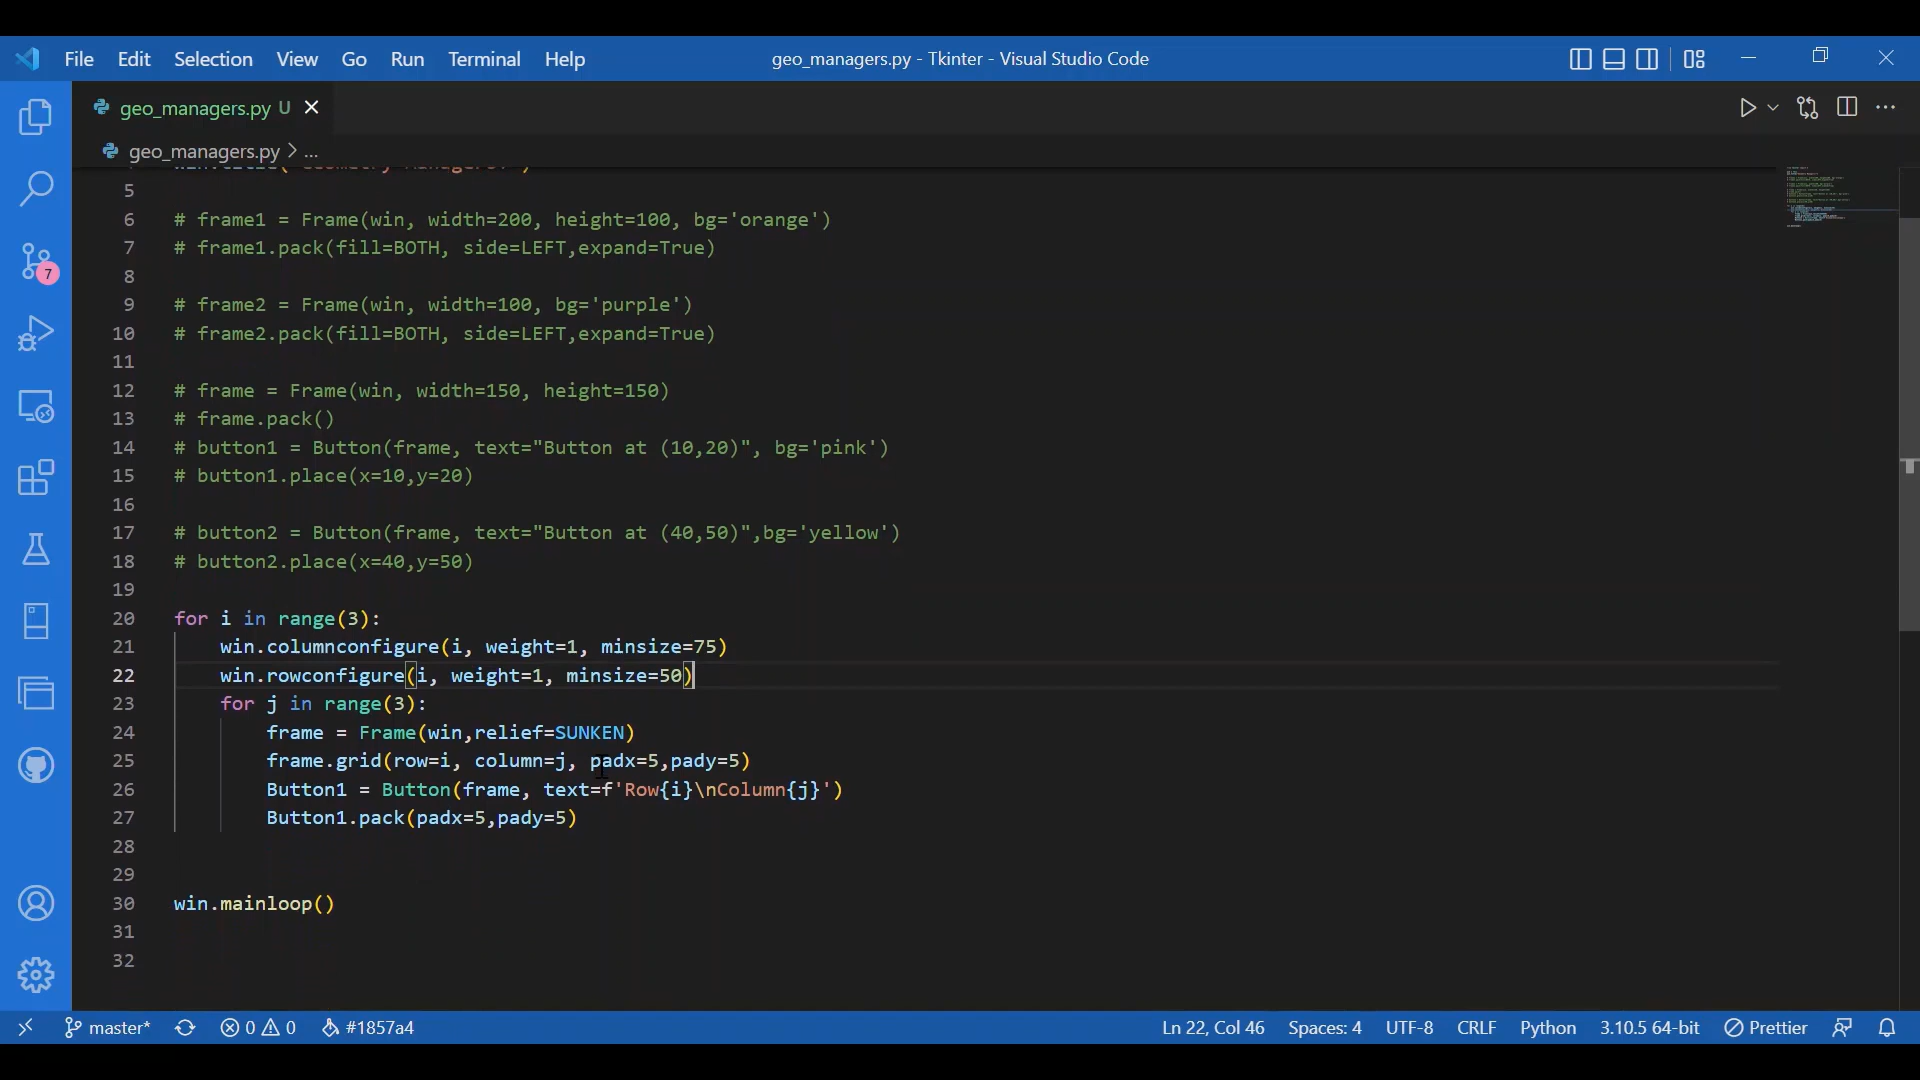 File Edit Selection View Go Run Terminal Help geo_managers.py - Tkinter - Visual Studio Code
geo_managers.py U
geo_managers.py > ...
5
6 # frame1 = Frame(win, width=200, height=100, bg='orange')
7 # frame1.pack(fill=BOTH, side=LEFT,expand=True)
8
9 # frame2 = Frame(win, width=100, bg='purple')
10 # frame2.pack(fill=BOTH, side=LEFT,expand=True)
11
12 # frame = Frame(win, width=150, height=150)
13 # frame.pack()
14 # button1 = Button(frame, text="Button at (10,20)", bg='pink')
15 # button1.place(x=10,y=20)
16
17 # button2 = Button(frame, text="Button at (40,50)",bg='yellow')
18 # button2.place(x=40,y=50)
19
20 for i in range(3):
21 win.columnconfigure(i, weight=1, minsize=75)
22 win.rowconfigure(i, weight=1, minsize=50)
23 for j in range(3):
24 frame = Frame(win,relief=SUNKEN)
25 frame.grid(row=i, column=j, padx=5,pady=5)
26 Button1 = Button(frame, text=f'Row{i}\nColumn{j}')
27 Button1.pack(padx=5,pady=5)
28
29
30 win.mainloop()
31
32
7
master* 0 0 #1857a4 Ln 22, Col 46 Spaces: 4 UTF-8 CRLF Python 3.10.5 64-bit Prettier